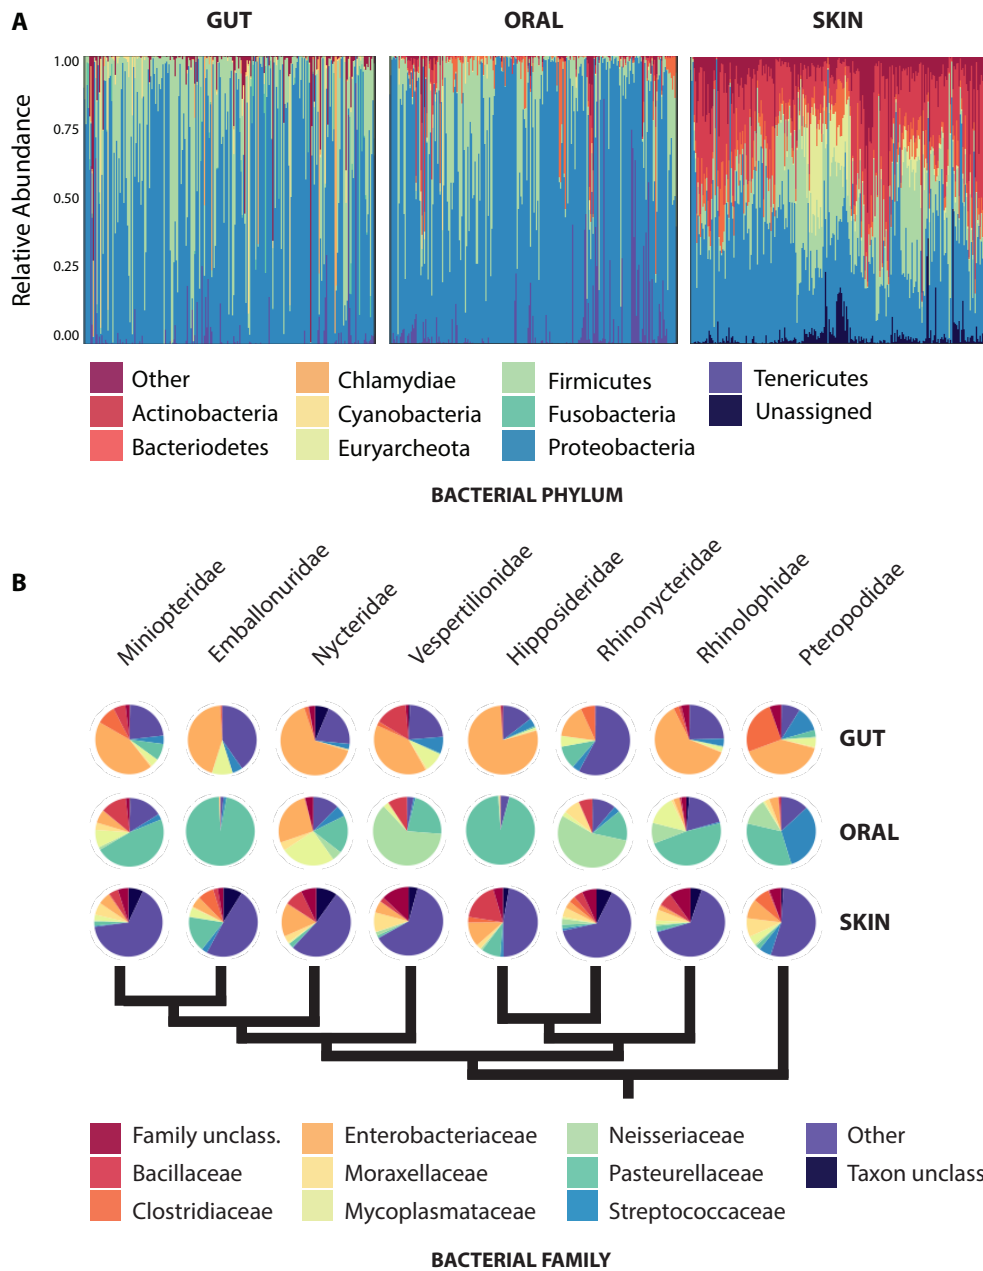 A
GUT ORAL SKIN
Relative Abundance
1.00
0.75
0.50
0.25
0.00
Other Chlamydiae Firmicutes Tenericutes
Actinobacteria Cyanobacteria Fusobacteria Unassigned
Bacteriodetes Euryarcheota Proteobacteria
BACTERIAL PHYLUM
B
Miniopteridae Emballonuridae Nycteridae Vespertilionidae Hipposideridae Rhinonycteridae Rhinolophidae Pteropodidae
GUT
ORAL
SKIN
Family unclass. Enterobacteriaceae Neisseriaceae Other
Bacillaceae Moraxellaceae Pasteurellaceae Taxon unclass
Clostridiaceae Mycoplasmataceae Streptococcaceae
BACTERIAL FAMILY